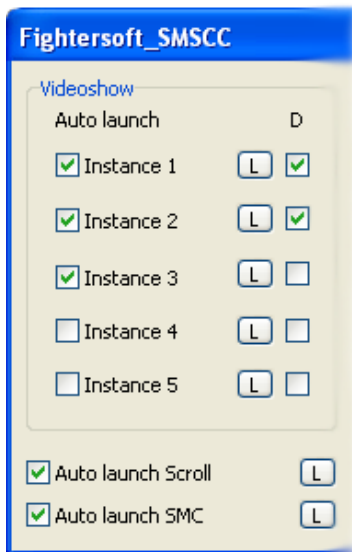 Fightersoft_SMSCC
Videoshow
Auto launch D
Instance 1 L
Instance 2 L
Instance 3 L
Instance 4 L
Instance 5 L
Auto launch Scroll L
Auto launch SMC L